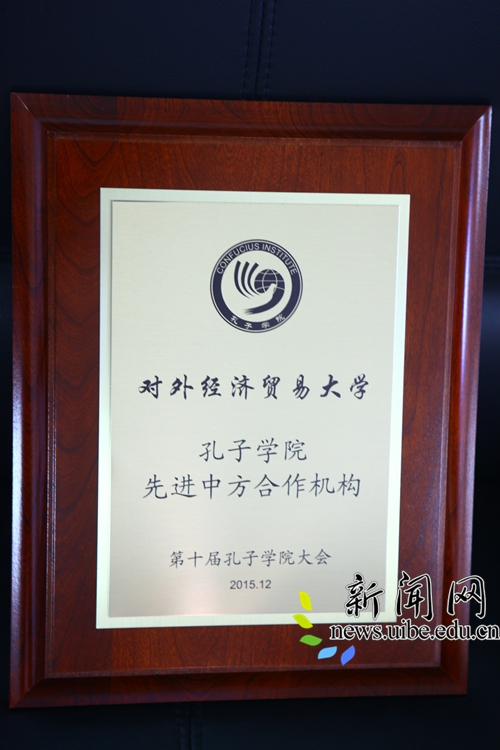 CONFUCIUS INSTITUTE
孔子学院
对外经济贸易大学
孔子学院
先进中方合作机构
第十届孔子学院大会
2015.12
新闻网
news.uibe.edu.cn